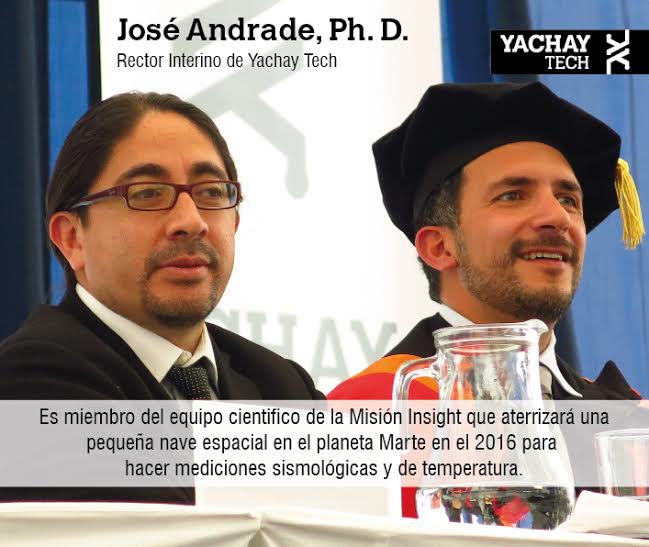 José Andrade, Ph. D.
Rector Interino de Yachay Tech
YACHAY
TECH
CHAY
Es miembro del equipo cientifico de la Misión Insight que aterrizará una
pequeña nave espacial en el planeta Marte en el 2016 para
hacer mediciones sismológicas y de temperatura.